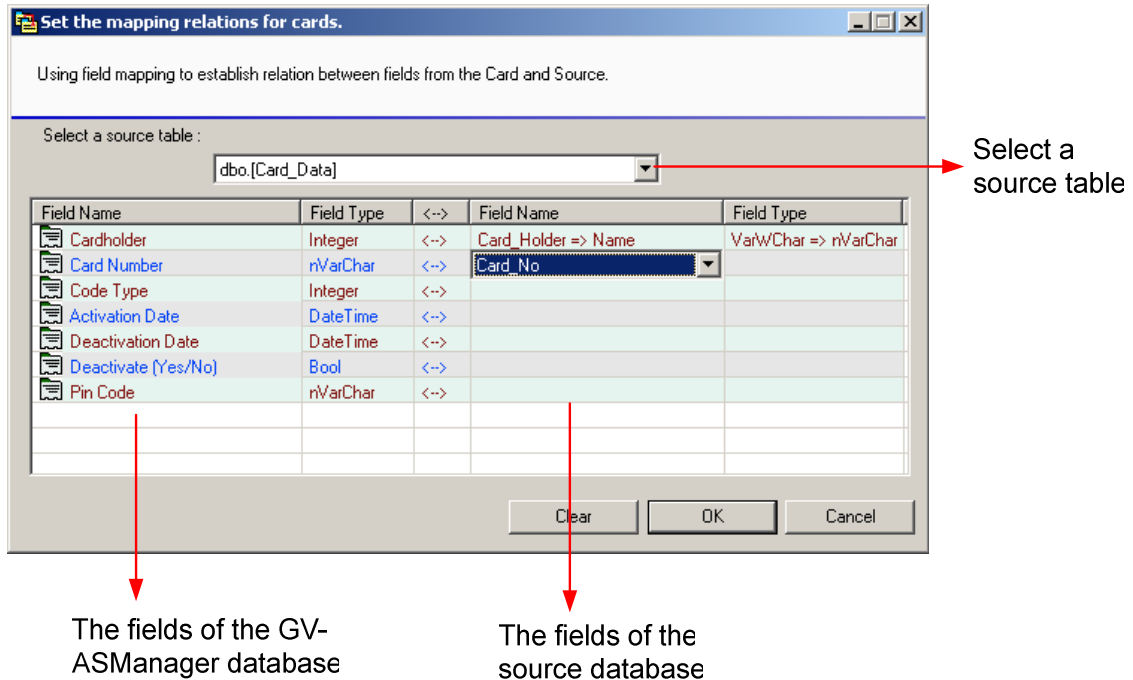 Set the mapping relations for cards.
Using field mapping to establish relation between fields from the Card and Source.
Select a source table :
dbo.[Card_Data]
Select a
source table
Field Name Field Type <--> Field Name Field Type
Cardholder Integer <--> Card_Holder => Name VarWChar => nVarChar
Card Number nVarChar <--> Card_No
Code Type Integer <-->
Activation Date DateTime <-->
Deactivation Date DateTime <-->
Deactivate (Yes/No) Bool <-->
Pin Code nVarChar <-->
Clear OK Cancel
The fields of the GV-
ASManager database
The fields of the
source database